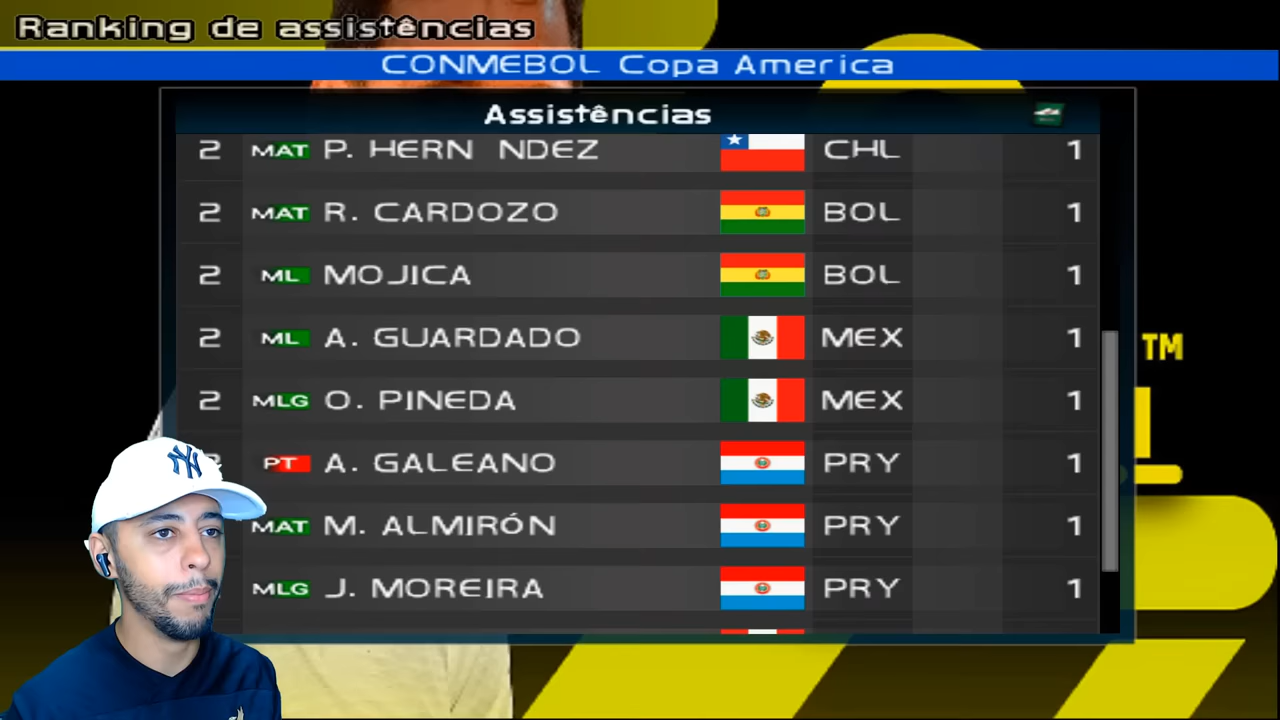 Ranking de assistências
CONMEBOL Copa America
Assistências
2 MAT P. HERN NDEZ CHL 1
2 MAT R. CARDOZO BOL 1
2 ML MOJICA BOL 1
2 ML A. GUARDADO MEX 1
2 MLG O. PINEDA MEX 1
2 PT A. GALEANO PRY 1
MAT M. ALMIRÓN PRY 1
MLG J. MOREIRA PRY 1
TM
NY